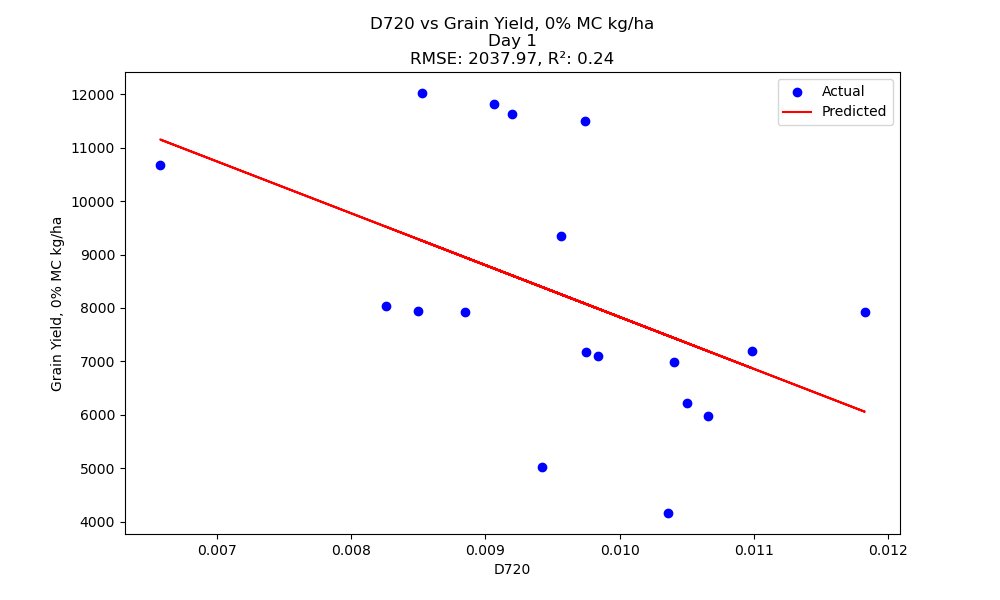 D720 vs Grain Yield, 0% MC kg/ha
Day 1
RMSE: 2037.97, R²: 0.24
Actual
Predicted
12000
11000
10000
9000
8000
7000
6000
5000
4000
Grain Yield, 0% MC kg/ha
0.007
0.008
0.009
0.010
0.011
0.012
D720